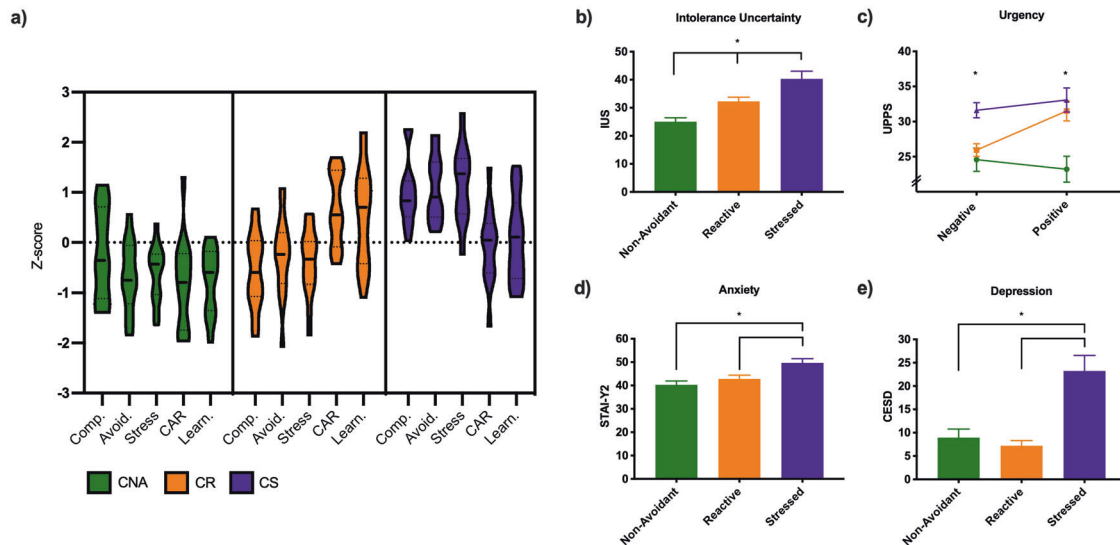 a)
Z-score
3
2
1
0
-1
-2
-3
Comp.
Avoid.
Stress
CAR
Learn.
Comp.
Avoid.
Stress
CAR
Learn.
Comp.
Avoid.
Stress
CAR
Learn.
CNA
CR
CS
b)
Intolerance Uncertainty
*
IUS
50
40
30
20
10
0
Non-Avoidant
Reactive
Stressed
c)
Urgency
* *
UPPS
40
35
30
25
Negative
Positive
d)
Anxiety
*
STAI-Y2
60
50
40
30
20
10
0
Non-Avoidant
Reactive
Stressed
e)
Depression
*
CESD
30
25
20
15
10
5
0
Non-Avoidant
Reactive
Stressed